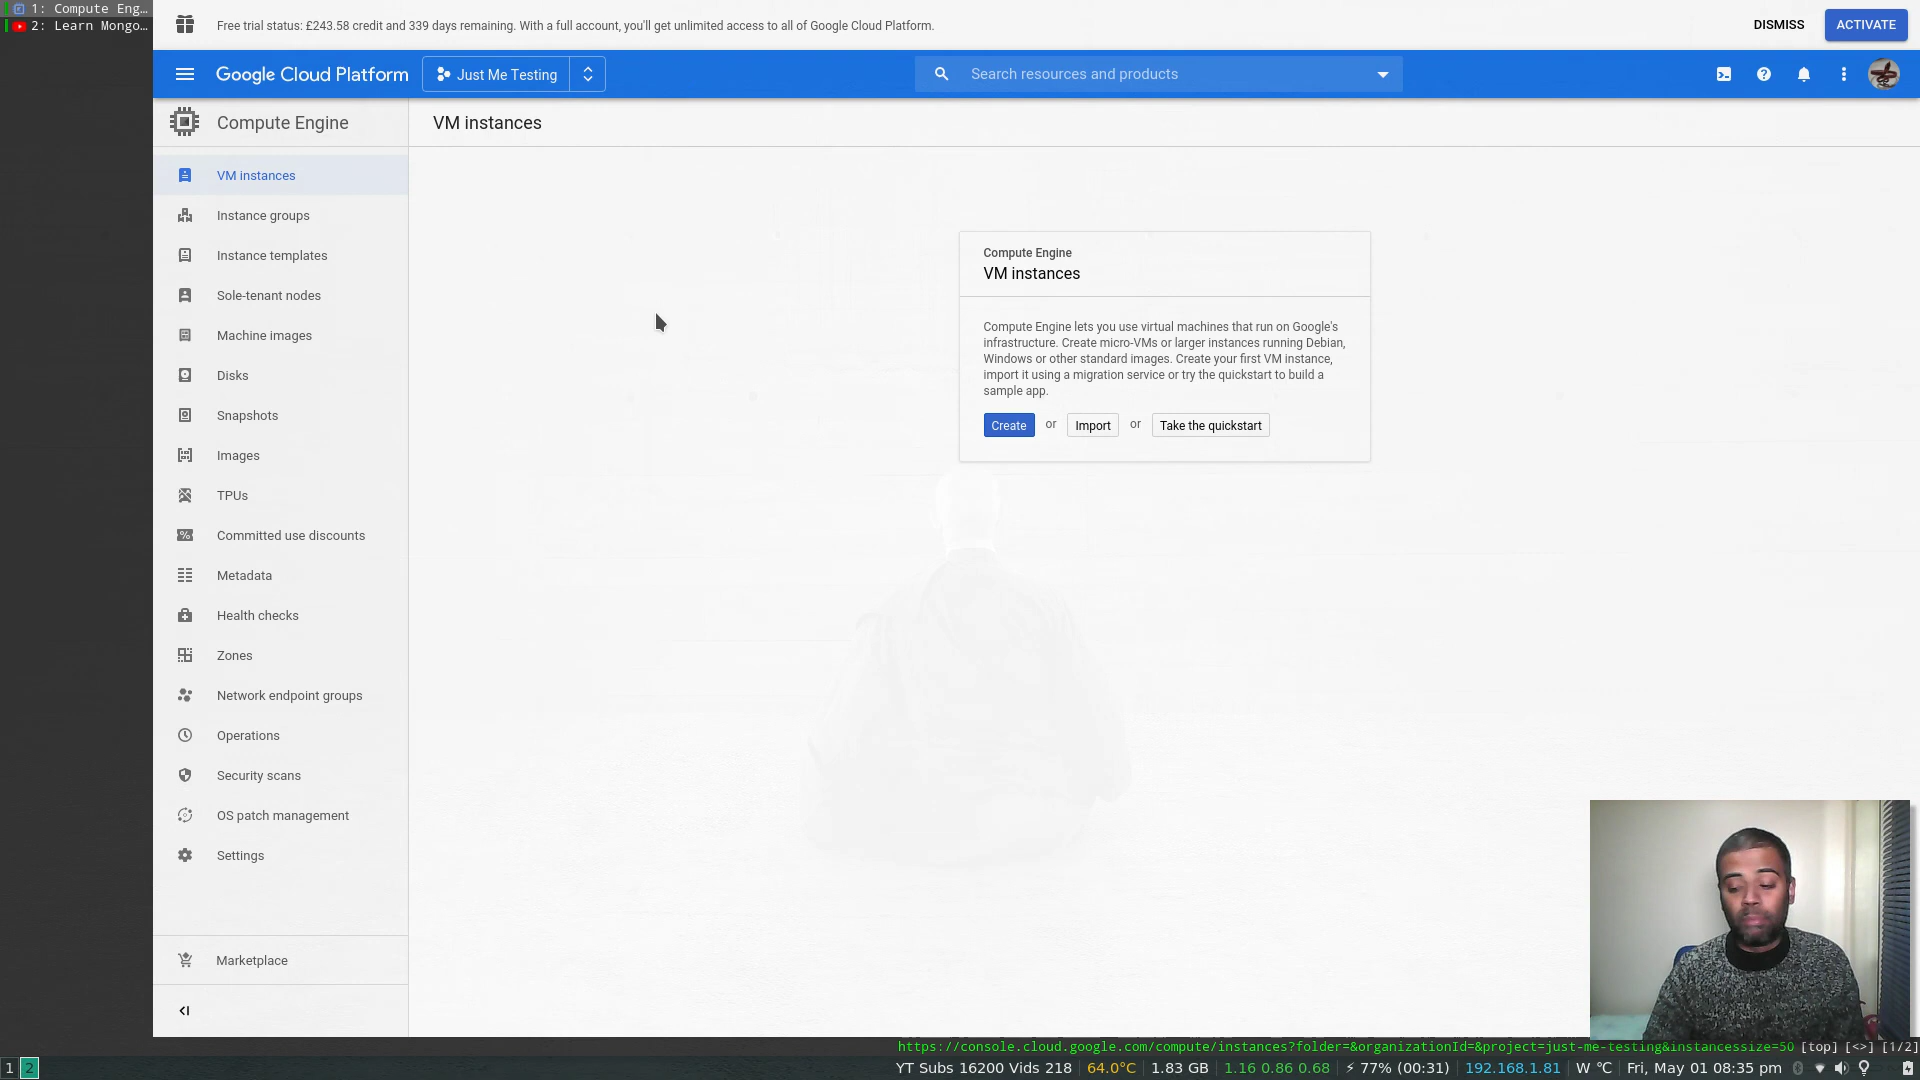 1: Compute Eng…
2: Learn Mongo…
Free trial status: £243.58 credit and 339 days remaining. With a full account, you'll get unlimited access to all of Google Cloud Platform.
DISMISS
ACTIVATE
Google Cloud Platform
Just Me Testing
Search resources and products
Compute Engine
VM instances
VM instances
Instance groups
Instance templates
Sole-tenant nodes
Machine images
Disks
Snapshots
Images
TPUs
Committed use discounts
Metadata
Health checks
Zones
Network endpoint groups
Operations
Security scans
OS patch management
Settings
Marketplace
Compute Engine
VM instances
Compute Engine lets you use virtual machines that run on Google's
infrastructure. Create micro-VMs or larger instances running Debian,
Windows or other standard images. Create your first VM instance,
import it using a migration service or try the quickstart to build a
sample app.
Create or Import or Take the quickstart
https://console.cloud.google.com/compute/instances?folder=&organizationId=&project=just-me-testing&instancessize=50 [top] [<>] [1/2]
1 2 YT Subs 16200 Vids 218 64.0°C 1.83 GB 1.16 0.86 0.68 ⚡ 77% (00:31) 192.168.1.81 W °C Fri, May 01 08:35 pm